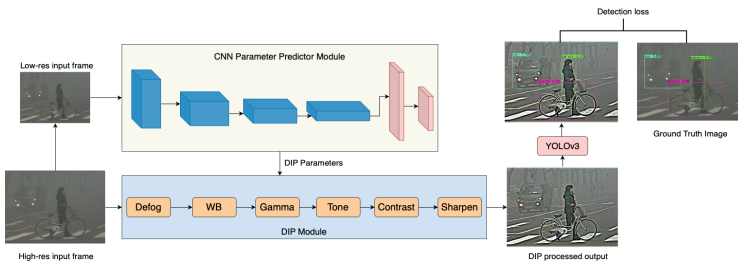 Detection loss
CNN Parameter Predictor Module
Low-res input frame
Ground Truth Image
YOLOv3
DIP Parameters
Defog
WB
Gamma
Tone
Contrast
Sharpen
DIP Module
High-res input frame
DIP processed output